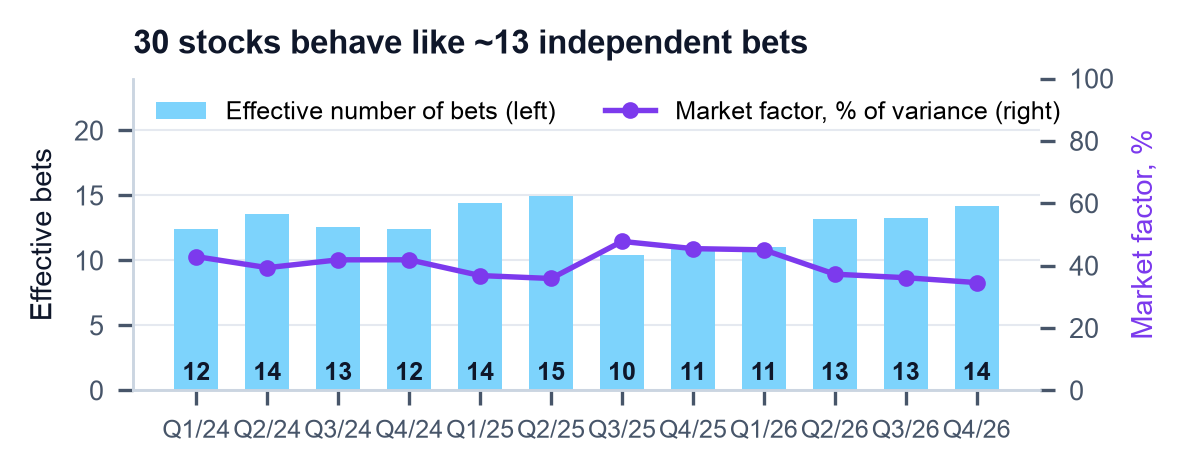 30 stocks behave like ~13 independent bets
Effective number of bets (left)
Market factor, % of variance (right)
Effective bets
20
15
10
5
0
100
80
60
40
20
0
Market factor, %
12 14 13 12 14 15 10 11 11 13 13 14
Q1/24 Q2/24 Q3/24 Q4/24 Q1/25 Q2/25 Q3/25 Q4/25 Q1/26 Q2/26 Q3/26 Q4/26